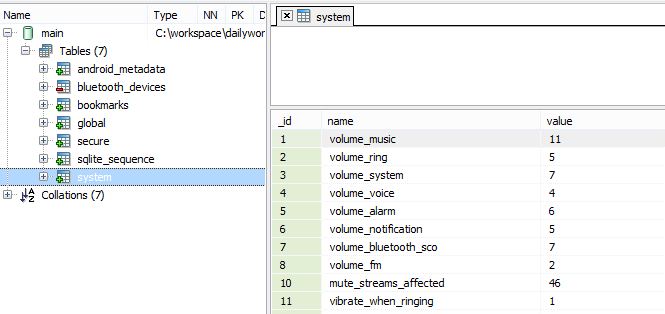 Name Type NN PK D
main C:\workspace\dailywor
Tables (7)
android_metadata
bluetooth_devices
bookmarks
global
secure
sqlite_sequence
system
Collations (7)
system
_id name value
1 volume_music 11
2 volume_ring 5
3 volume_system 7
4 volume_voice 4
5 volume_alarm 6
6 volume_notification 5
7 volume_bluetooth_sco 7
8 volume_fm 2
10 mute_streams_affected 46
11 vibrate_when_ringing 1